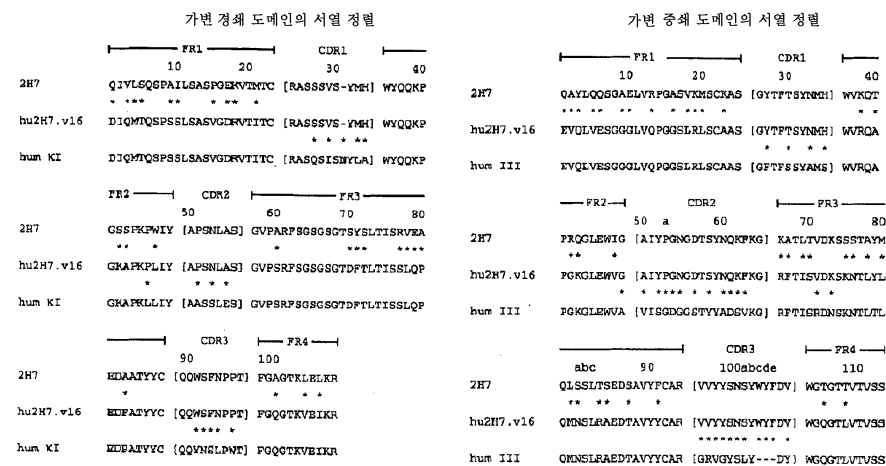 가변 경쇄 도메인의 서열 정렬
FR1 CDR1
10 20 30 40
2H7 QIVLSQSPAILSASPGEKVTMTC [RASSSVS-YMH] WYQQKP
* *** ** * ** *
hu2H7.v16 DIQMTQSPSSLSASVGDRVTITC [RASSSVS-YMH] WYQQKP
* * * **
hum KI DIQMTQSPSSLSASVGDRVTITC [RASQSISNYLA] WYQQKP
FR2 CDR2 FR3
50 60 70 80
2H7 GSSPKPWIY [APSNLAS] GVPARFSGSGSGTSYSLTISRVEA
** * * *** ****
hu2H7.v16 GKAPKPLIY [APSNLAS] GVPSRFSGSGSGTDFTLTISSLQP
* * * *
hum KI GKAPKLLIY [AASSLES] GVPSRFSGSGSGTDFTLTISSLQP
CDR3 FR4
90 100
2H7 EDAATYYC [QQWSFNPPT] FGAGTKLELKR
* * * *
hu2H7.v16 EDFATYYC [QQWSFNPPT] FGQGTKVEIKR
**** *
hum KI EDFATYYC [QQYNSLPWT] FGQGTKVEIKR
가변 중쇄 도메인의 서열 정렬
FR1 CDR1
10 20 30 40
2H7 QAYLQQSGAELVRPGASVKMSCKAS [GYTFTSYNMH] WVKQT
*** ** ** * *** * * *
hu2H7.v16 EVQLVESGGGLVQPGGSLRLSCAAS [GYTFTSYNMH] WVRQA
* * * *
hum III EVQLVESGGGLVQPGGSLRLSCAAS [GFTFSSYAMS] WVRQA
FR2 CDR2 FR3
50 a 60 70 80
2H7 PRQGLEWIG [AIYPGNGDTSYNQKFKG] KATLTVDKSSSTAYM
** * ** ** ** * *
hu2H7.v16 PGKGLEWVG [AIYPGNGDTSYNQKFKG] RFTISVDKSKNTLYL
* * **** * **** * *
hum III PGKGLEWVA [VISGDGGSTYYADSVKG] RFTISRDNSKNTLTL
CDR3 FR4
abc 90 100abcde 110
2H7 QLSSLTSEDSAVYFCAR [VVYYSNSYWYFDV] WGTGTTVTVSS
** ** * * * *
hu2H7.v16 QMNSLRAEDTAVYYCAR [VVYYSNSYWYFDV] WGQGTLVTVSS
******* *** *
hum III QMNSLRAEDTAVYYCAR [GRVGYSLY---DY] WGQGTLVTVSS